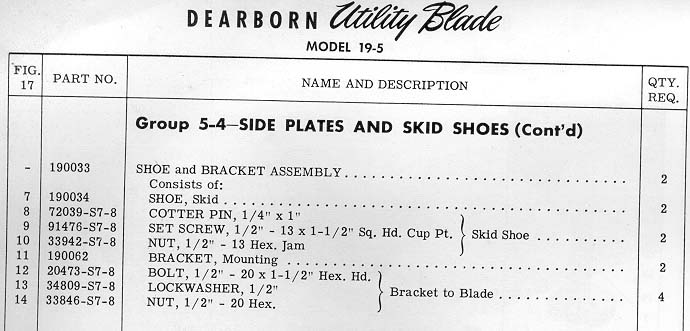 DEARBORN Utility Blade
MODEL 19-5
FIG. 17 PART NO. NAME AND DESCRIPTION QTY. REQ.
Group 5-4—SIDE PLATES AND SKID SHOES (Cont'd)
- 190033 SHOE and BRACKET ASSEMBLY 2
Consists of:
7 190034 SHOE, Skid 2
8 72039-S7-8 COTTER PIN, 1/4" x 1"
9 91476-S7-8 SET SCREW, 1/2" - 13 x 1-1/2" Sq. Hd. Cup Pt. } Skid Shoe 2
10 33942-S7-8 NUT, 1/2" - 13 Hex. Jam
11 190062 BRACKET, Mounting 2
12 20473-S7-8 BOLT, 1/2" - 20 x 1-1/2" Hex. Hd.
13 34809-S7-8 LOCKWASHER, 1/2" } Bracket to Blade 4
14 33846-S7-8 NUT, 1/2" - 20 Hex.